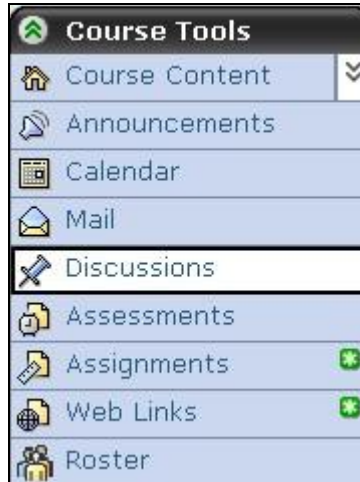 Course Tools
Course Content
Announcements
Calendar
Mail
Discussions
Assessments
Assignments
Web Links
Roster